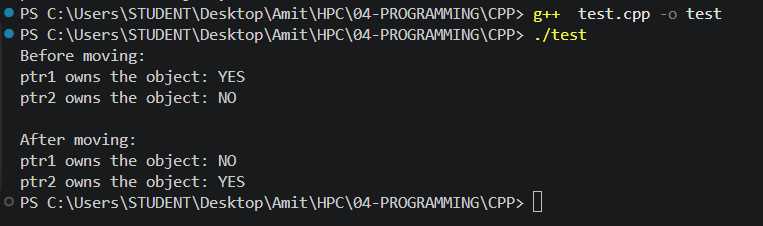 PS C:\Users\STUDENT\Desktop\Amit\HPC\04-PROGRAMMING\CPP> g++  test.cpp -o test
PS C:\Users\STUDENT\Desktop\Amit\HPC\04-PROGRAMMING\CPP> ./test
Before moving:
ptr1 owns the object: YES
ptr2 owns the object: NO

After moving:
ptr1 owns the object: NO
ptr2 owns the object: YES
PS C:\Users\STUDENT\Desktop\Amit\HPC\04-PROGRAMMING\CPP>